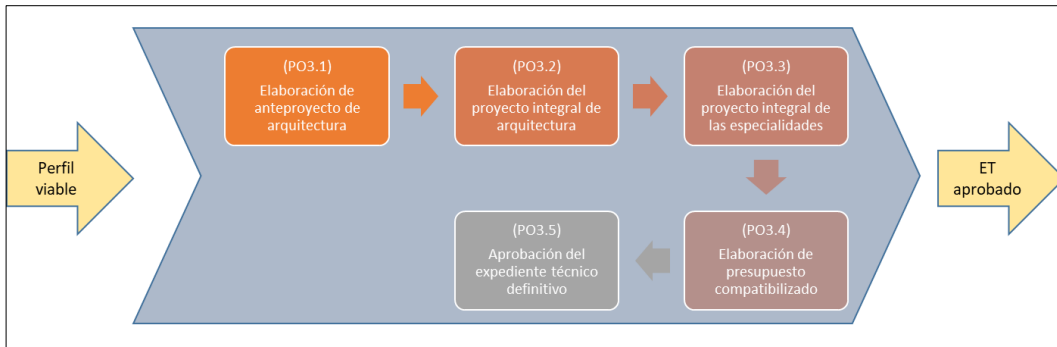 Perfil
viable
(PO3.1)
Elaboración de
anteproyecto de
arquitectura
(PO3.2)
Elaboración del
proyecto integral de
arquitectura
(PO3.3)
Elaboración del
proyecto integral de
las especialidades
(PO3.4)
Elaboración de
presupuesto
compatibilizado
(PO3.5)
Aprobación del
expediente técnico
definitivo
ET
aprobado